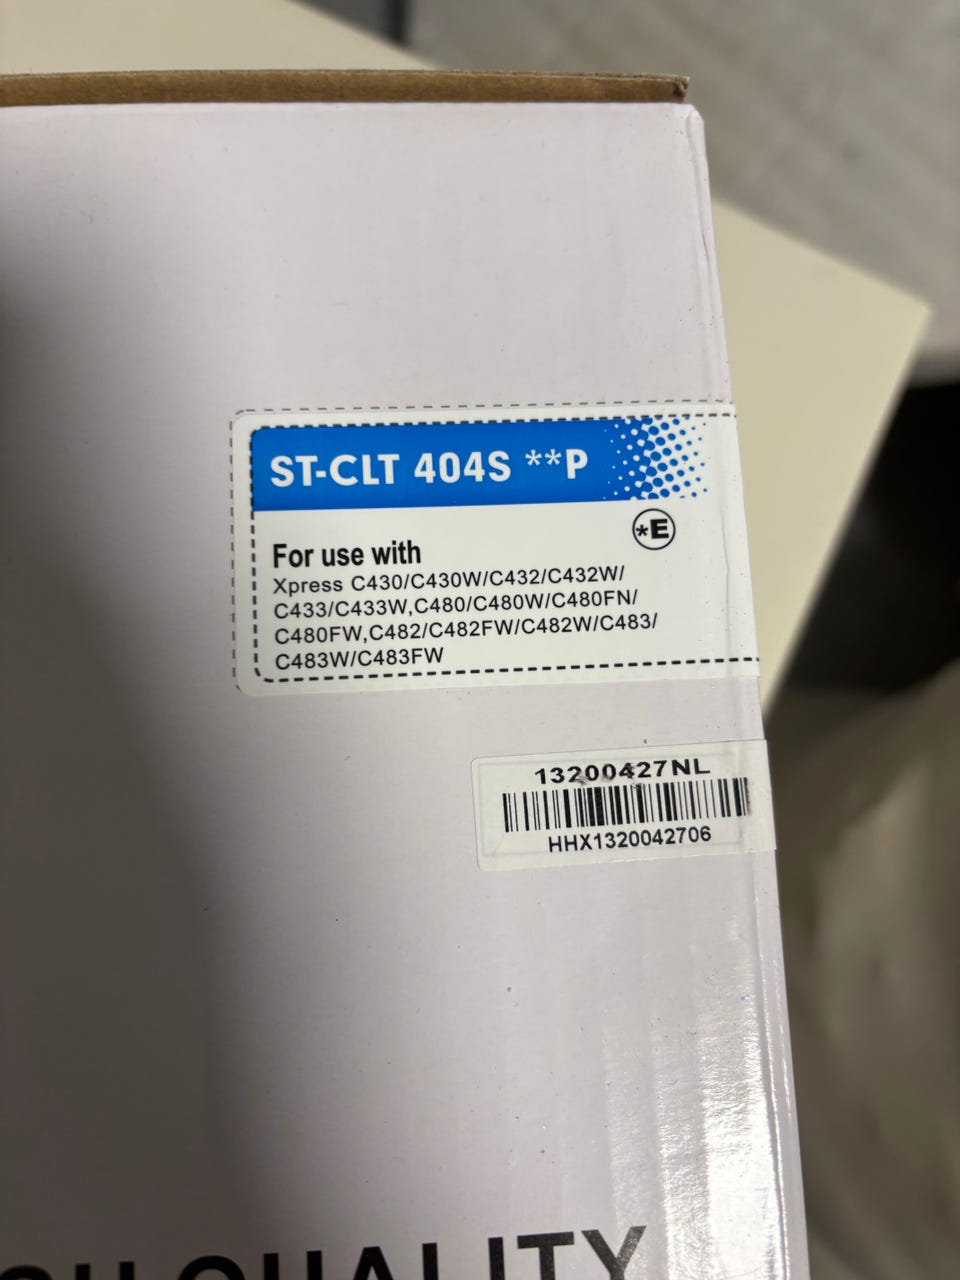 ST-CLT 404S **P
*E
For use with
Xpress C430/C430W/C432/C432W/
C433/C433W,C480/C480W/C480FN/
C480FW,C482/C482FW/C482W/C483/
C483W/C483FW
13200427NL
HHX1320042706
QUALITY